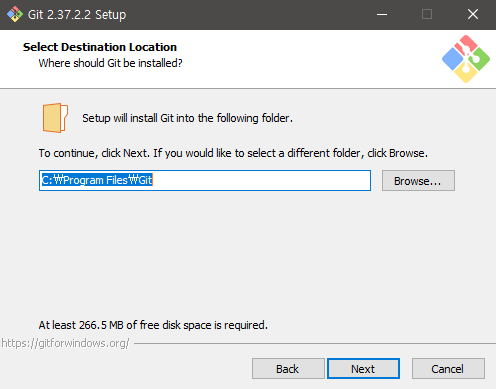 Git 2.37.2.2 Setup
Select Destination Location
Where should Git be installed?
Setup will install Git into the following folder.
To continue, click Next. If you would like to select a different folder, click Browse.
C:₩Program Files₩Git
Browse...
At least 266.5 MB of free disk space is required.
https://gitforwindows.org/
Back
Next
Cancel